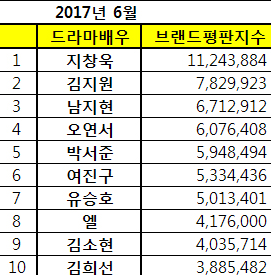 2017년 6월
드라마배우 브랜드평판지수
1 지창욱 11,243,884
2 김지원 7,829,923
3 남지현 6,712,912
4 오연서 6,076,408
5 박서준 5,948,494
6 여진구 5,334,436
7 유승호 5,013,401
8 엘 4,176,000
9 김소현 4,035,714
10 김희선 3,885,482